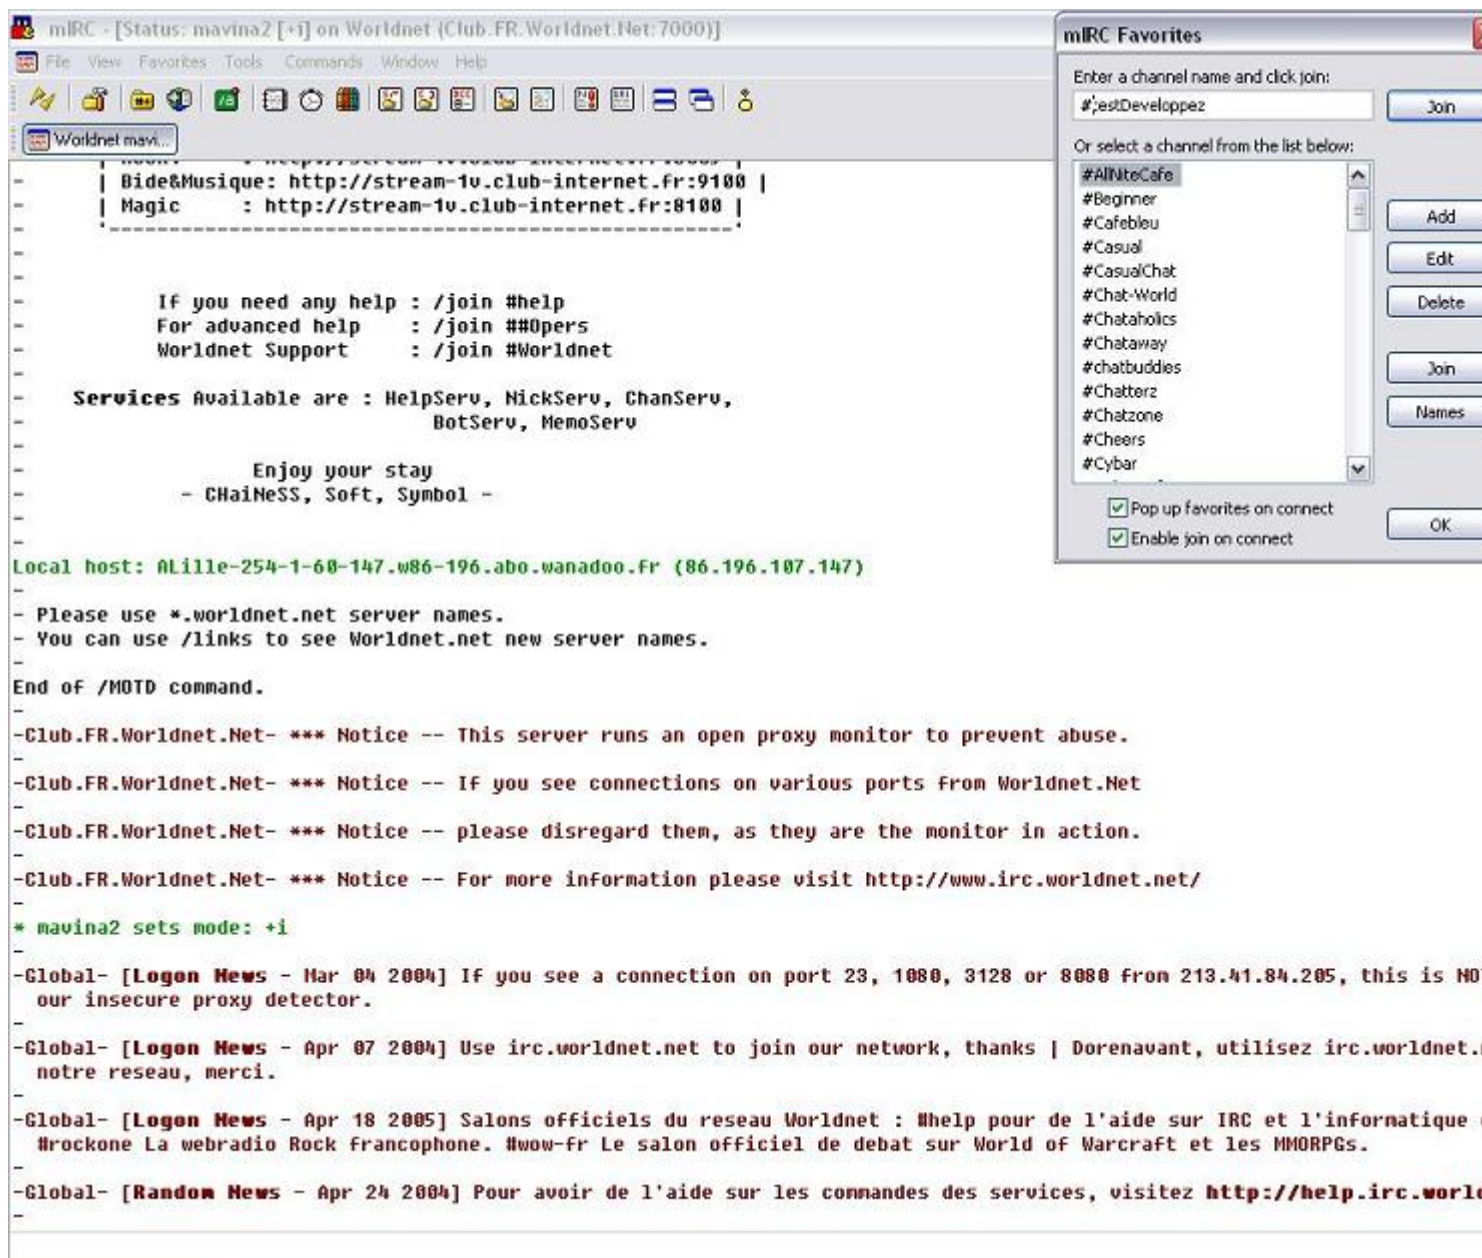 mIRC - [Status: mavina2 [+i] on Worldnet (Club.FR.Worldnet.Net:7000)]
File View Favorites Tools Commands Window Help
Worldnet mavi...
- | Bide&Musique: http://stream-1v.club-internet.fr:9100 |
- | Magic : http://stream-1v.club-internet.fr:8100 |
- '----------------------------------------------------'
-
-
- If you need any help : /join #help
- For advanced help : /join ##Opers
- Worldnet Support : /join #Worldnet
-
- Services Available are : HelpServ, NickServ, ChanServ,
- BotServ, MemoServ
-
- Enjoy your stay
- - CHaiNeSS, Soft, Symbol -
-
-
Local host: ALille-254-1-60-147.w86-196.abo.wanadoo.fr (86.196.107.147)
-
- Please use *.worldnet.net server names.
- You can use /links to see Worldnet.net new server names.
-
End of /MOTD command.
-
-Club.FR.Worldnet.Net- *** Notice -- This server runs an open proxy monitor to prevent abuse.
-
-Club.FR.Worldnet.Net- *** Notice -- If you see connections on various ports from Worldnet.Net
-
-Club.FR.Worldnet.Net- *** Notice -- please disregard them, as they are the monitor in action.
-
-Club.FR.Worldnet.Net- *** Notice -- For more information please visit http://www.irc.worldnet.net/
-
* mavina2 sets mode: +i
-
-Global- [Logon News - Mar 04 2004] If you see a connection on port 23, 1080, 3128 or 8080 from 213.41.84.205, this is
our insecure proxy detector.
-
-Global- [Logon News - Apr 07 2004] Use irc.worldnet.net to join our network, thanks | Dorenavant, utilisez irc.worldnet.
notre reseau, merci.
-
-Global- [Logon News - Apr 18 2005] Salons officiels du reseau Worldnet : #help pour de l'aide sur IRC et l'informatique
#rockone La webradio Rock francophone. #wow-fr Le salon officiel de debat sur World of Warcraft et les MMORPGs.
-
-Global- [Random News - Apr 24 2004] Pour avoir de l'aide sur les commandes des services, visitez http://help.irc.worl
-
mIRC Favorites
Enter a channel name and click join:
Join
Or select a channel from the list below:
#AllNiteCafe
#Beginner
#Cafebleu
#Casual
#CasualChat
#Chat-World
#Chataholics
#Chataway
#chatbuddies
#Chatterz
#Chatzone
#Cheers
#Cybar
Add
Edit
Delete
Join
Names
Pop up favorites on connect
Enable join on connect
OK